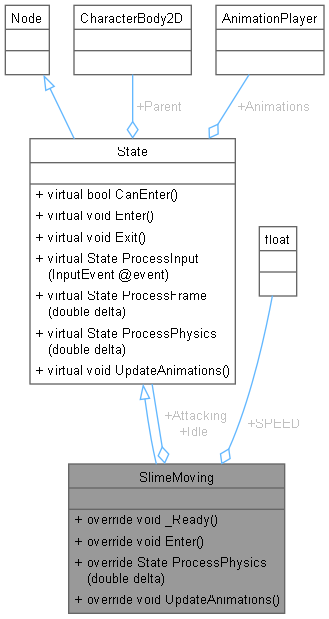 Node
CharacterBody2D
AnimationPlayer
+Parent
+Animations
State
+ virtual bool CanEnter()
+ virtual void Enter()
+ virtual void Exit()
+ virtual State ProcessInput
(InputEvent @event)
+ virtual State ProcessFrame
(double delta)
+ virtual State ProcessPhysics
(double delta)
+ virtual void UpdateAnimations()
float
+Attacking
+Idle
+SPEED
SlimeMoving
+ override void _Ready()
+ override void Enter()
+ override State ProcessPhysics
(double delta)
+ override void UpdateAnimations()